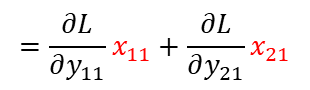 = ∂L/∂y₁₁ x₁₁ + ∂L/∂y₂₁ x₂₁